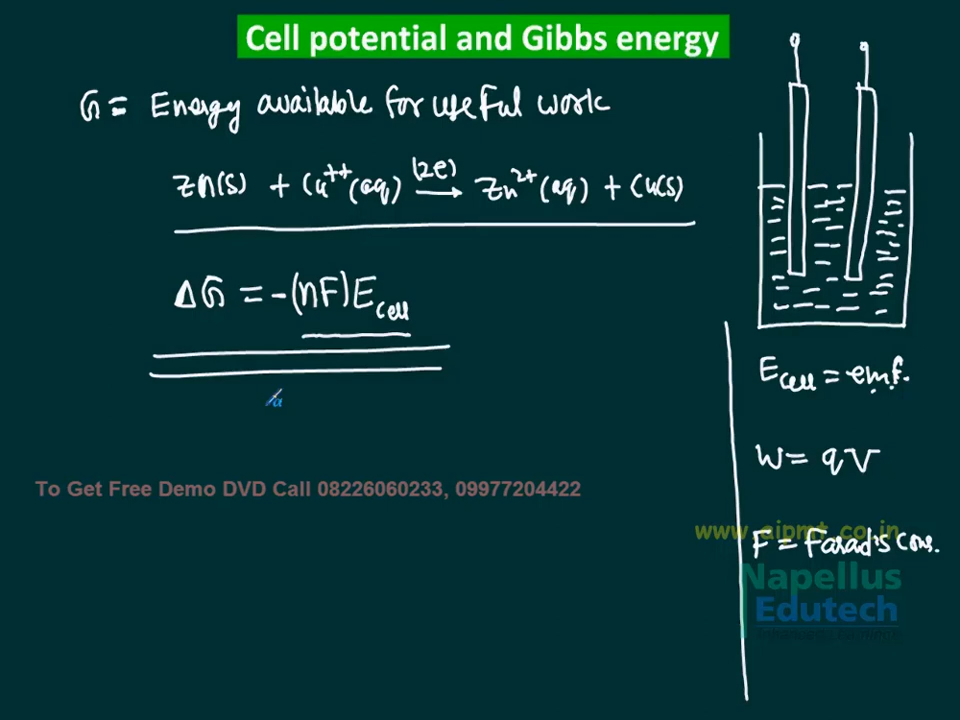 Cell potential and Gibbs energy
G = Energy available for useful work
Zn(s) + Cu++(aq) (2e)⟶ Zn2+(aq) + Cu(s)
ΔG = -(nF)Ecell
Ecell = emf.
W = qV
To Get Free Demo DVD Call 08226060233, 09977204422
www.aipmt.co.in
F = Farad's Cons.
Napellus
Edutech